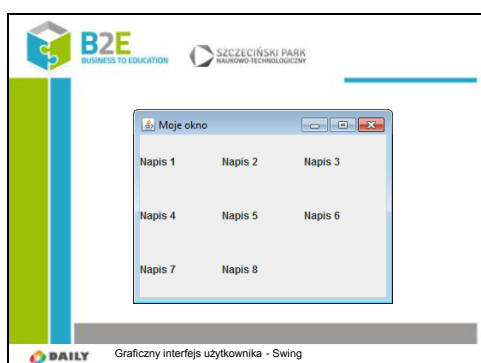 B2E
BUSINESS TO EDUCATION
SZCZECIŃSKI PARK
NAUKOWO-TECHNOLOGICZNY
Moje okno
Napis 1 Napis 2 Napis 3
Napis 4 Napis 5 Napis 6
Napis 7 Napis 8
DAILY
Graficzny interfejs użytkownika - Swing